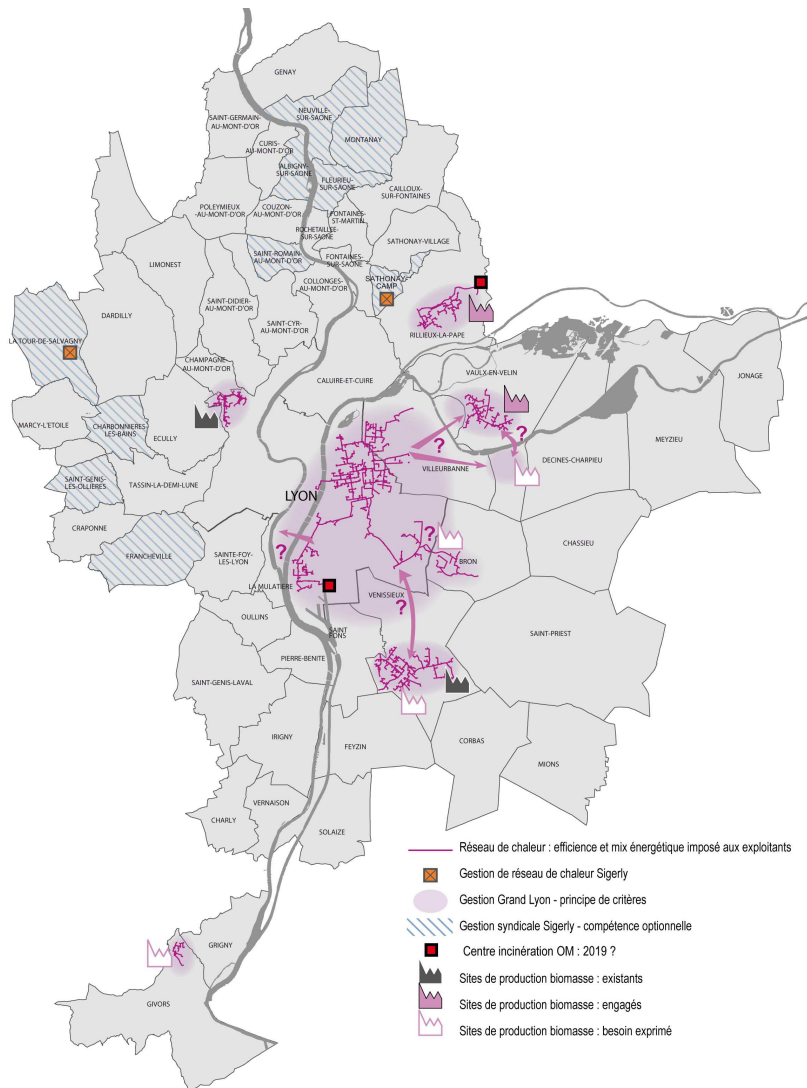 GENAY
SAINT-GERMAIN-
AU-MONT-D'OR
NEUVILLE-
SUR-SAONE
MONTANAY
CURIS-
AU-MONT-D'OR
ALBIGNY-
SUR-SAONE
FLEURIEU-
SUR-SAONE
CAILLOUX-
SUR-FONTAINES
POLEYMIEUX
-AU-MONT-D'OR
COUZON-
AU-MONT-D'OR
FONTAINES-
ST-MARTIN
ROCHETAILLEE-
SUR-SAONE
SATHONAY-VILLAGE
LIMONEST
SAINT-ROMAIN-
AU-MONT-D'OR
FONTAINES-
SUR-SAONE
SATHONAY-
CAMP
COLLONGES-
AU-MONT-D'OR
DARDILLY
SAINT-DIDIER-
AU-MONT-D'OR
SAINT-CYR-
AU-MONT-D'OR
RILLIEUX-LA-PAPE
LA TOUR-DE-SALVAGNY
CHAMPAGNE
AU-MONT-D'OR
CALUIRE-ET-CUIRE
VAULX-EN-VELIN
JONAGE
MARCY-L'ETOILE
CHARBONNIERES
LES-BAINS
ECULLY
MEYZIEU
?
?
VILLEURBANNE
DECINES-CHARPIEU
SAINT-GENIS-
LES-OLLIERES
TASSIN-LA-DEMI-LUNE
LYON
CRAPONNE
FRANCHEVILLE
SAINTE-FOY-
LES-LYON
?
?
BRON
CHASSIEU
LA MULATIERE
VENISSIEUX
?
OULLINS
SAINT
FONS
SAINT-PRIEST
PIERRE-BENITE
SAINT-GENIS-LAVAL
IRIGNY
FEYZIN
CORBAS
MIONS
CHARLY
VERNAISON
SOLAIZE
GRIGNY
GIVORS
Réseau de chaleur : efficience et mix énergétique imposé aux exploitants
Gestion de réseau de chaleur Sigerly
Gestion Grand Lyon - principe de critères
Gestion syndicale Sigerly - compétence optionnelle
Centre incinération OM : 2019 ?
Sites de production biomasse : existants
Sites de production biomasse : engagés
Sites de production biomasse : besoin exprimé